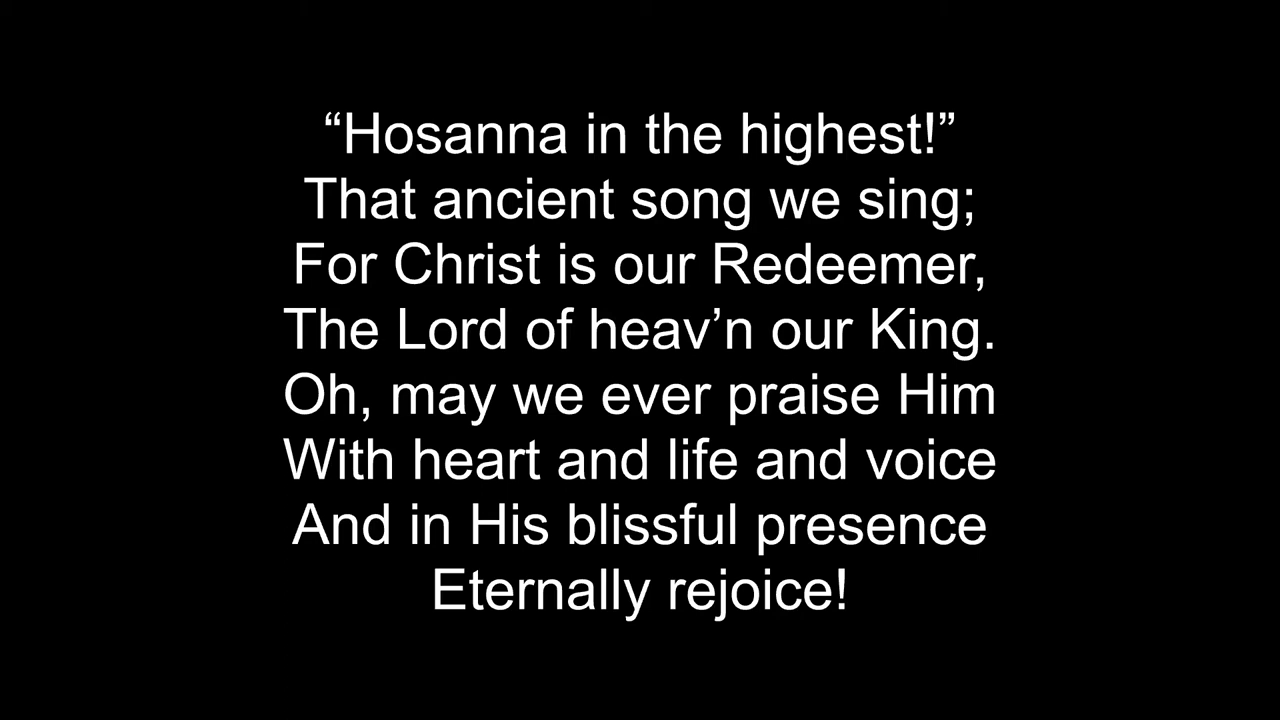 “Hosanna in the highest!”
That ancient song we sing;
For Christ is our Redeemer,
The Lord of heav’n our King.
Oh, may we ever praise Him
With heart and life and voice
And in His blissful presence
Eternally rejoice!